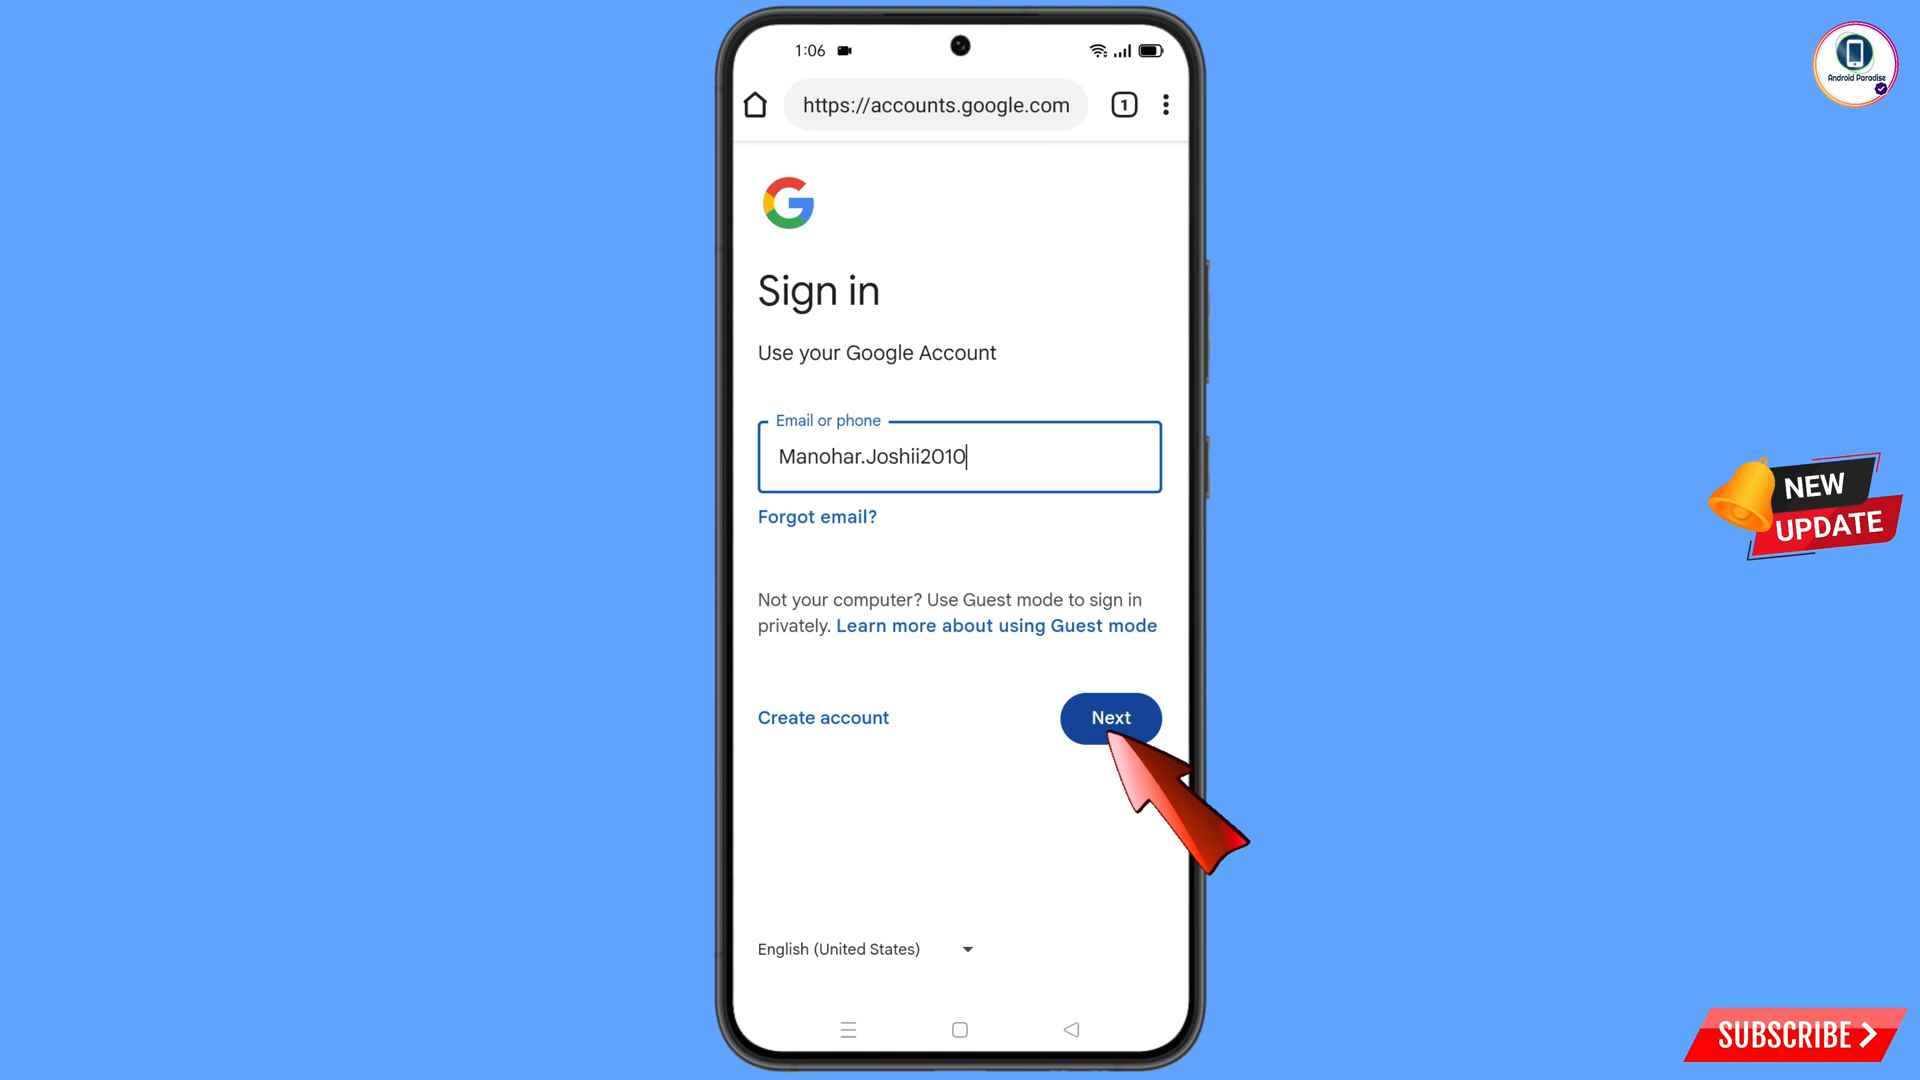 1:06
https://accounts.google.com
1
Android Paradise
Sign in
Use your Google Account
Email or phone
Manohar.Joshii2010
Forgot email?
NEW
UPDATE
Not your computer? Use Guest mode to sign in
privately. Learn more about using Guest mode
Create account
Next
English (United States)
SUBSCRIBE